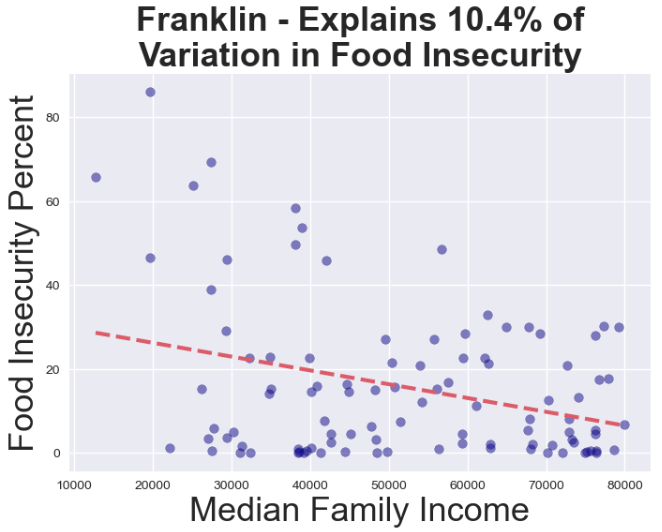 Franklin - Explains 10.4% of
Variation in Food Insecurity
Food Insecurity Percent
80
60
40
20
0
10000 20000 30000 40000 50000 60000 70000 80000
Median Family Income